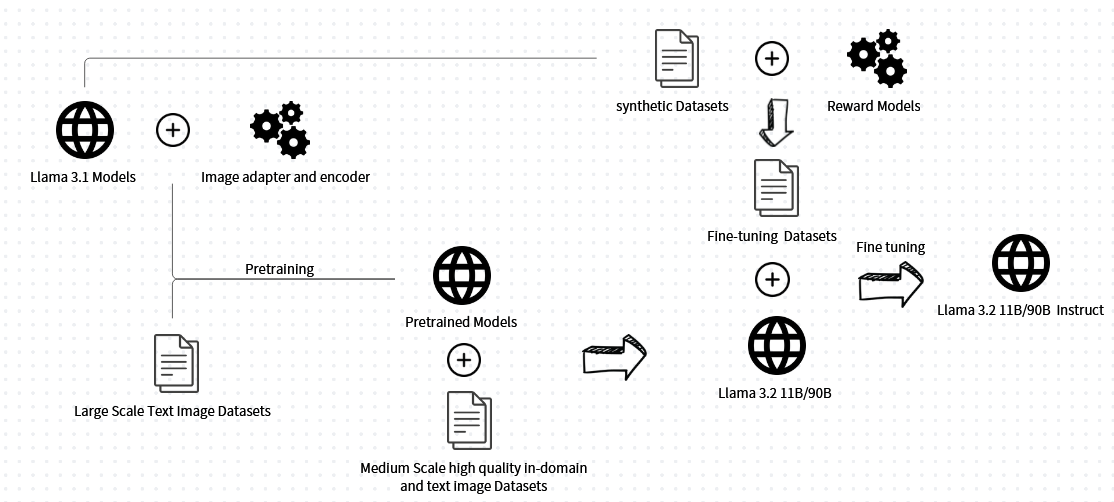 synthetic Datasets
Reward Models
Llama 3.1 Models
Image adapter and encoder
Fine-tuning Datasets
Fine tuning
Pretraining
Llama 3.2 11B/90B Instruct
Pretrained Models
Llama 3.2 11B/90B
Large Scale Text Image Datasets
Medium Scale high quality in-domain
and text image Datasets